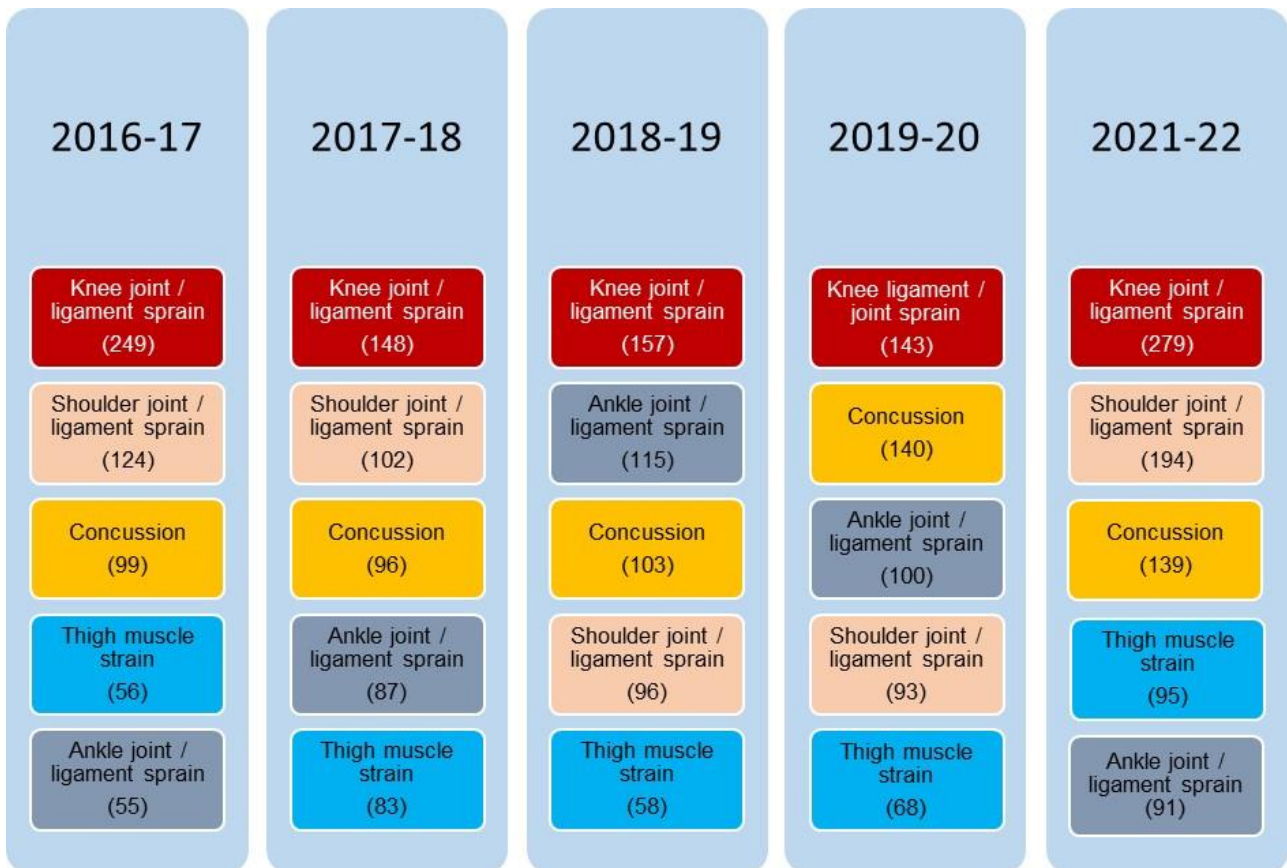 2016-17
Knee joint /
ligament sprain
(249)
Shoulder joint /
ligament sprain
(124)
Concussion
(99)
Thigh muscle
strain
(56)
Ankle joint /
ligament sprain
(55)
2017-18
Knee joint /
ligament sprain
(148)
Shoulder joint /
ligament sprain
(102)
Concussion
(96)
Ankle joint /
ligament sprain
(87)
Thigh muscle
strain
(83)
2018-19
Knee joint /
ligament sprain
(157)
Ankle joint /
ligament sprain
(115)
Concussion
(103)
Shoulder joint /
ligament sprain
(96)
Thigh muscle
strain
(58)
2019-20
Knee ligament /
joint sprain
(143)
Concussion
(140)
Ankle joint /
ligament sprain
(100)
Shoulder joint /
ligament sprain
(93)
Thigh muscle
strain
(68)
2021-22
Knee joint /
ligament sprain
(279)
Shoulder joint /
ligament sprain
(194)
Concussion
(139)
Thigh muscle
strain
(95)
Ankle joint /
ligament sprain
(91)